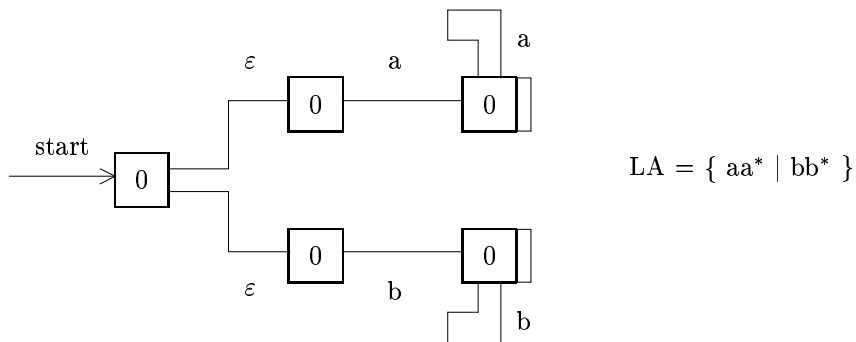 a
ε a
0 0
start
0
LA = { aa* | bb* }
0 0
ε b
b